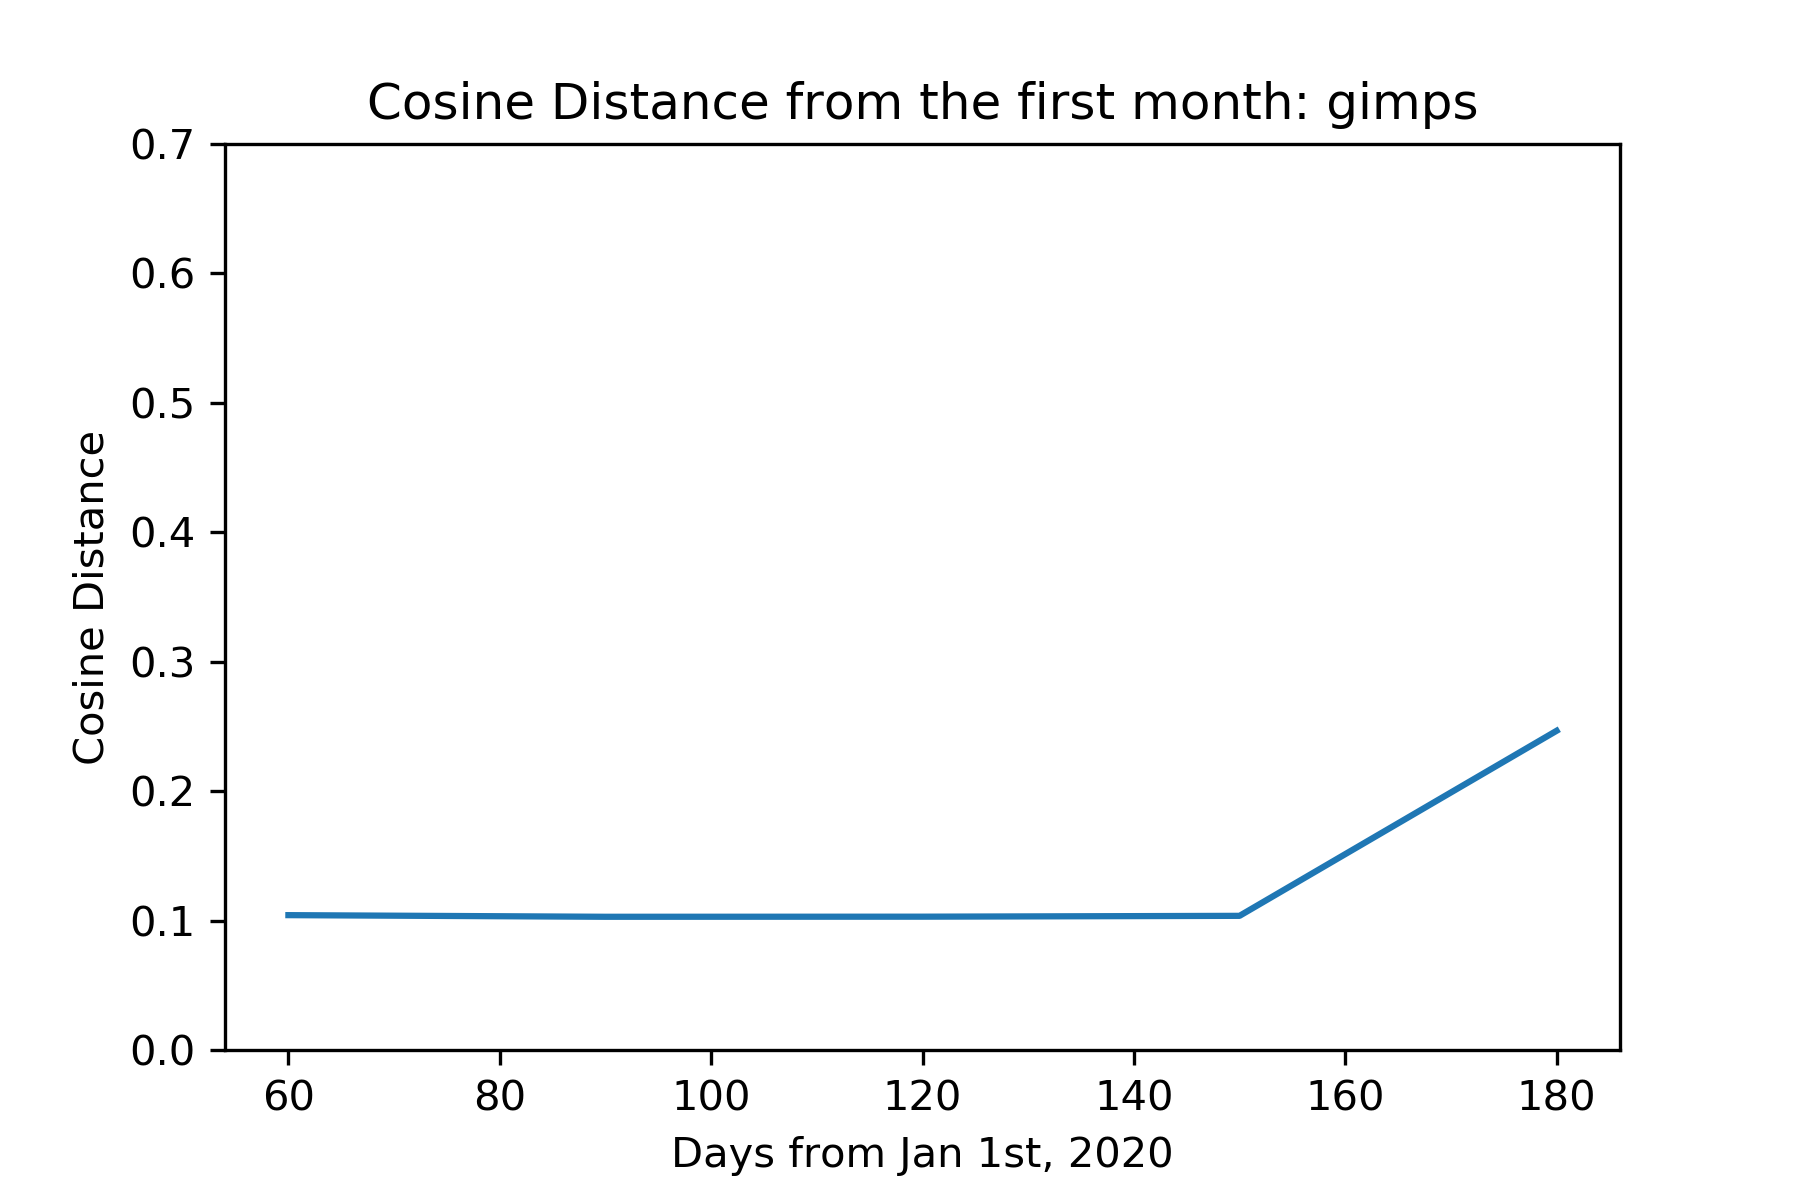 Cosine Distance from the first month: gimps
0.7
0.6
0.5
0.4
0.3
0.2
0.1
0.0
Cosine Distance
60 80 100 120 140 160 180
Days from Jan 1st, 2020